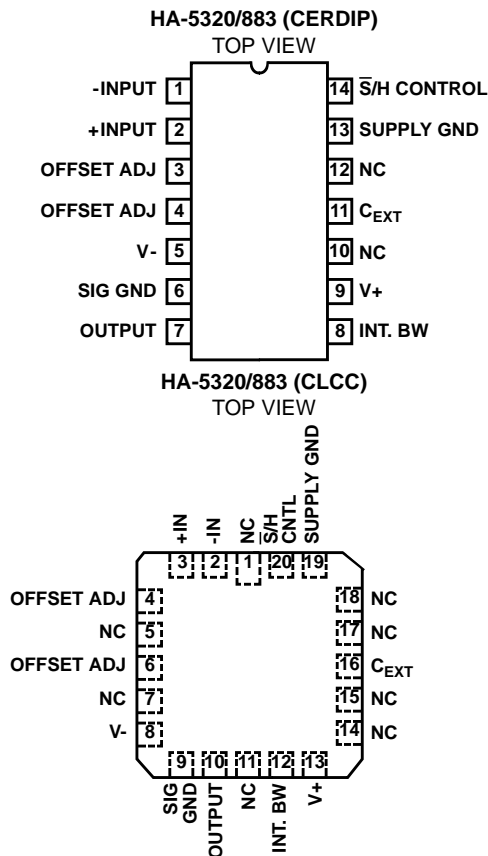 HA-5320/883 (CERDIP)
TOP VIEW
-INPUT 1 14 S̅/H CONTROL
+INPUT 2 13 SUPPLY GND
OFFSET ADJ 3 12 NC
OFFSET ADJ 4 11 CEXT
V- 5 10 NC
SIG GND 6 9 V+
OUTPUT 7 8 INT. BW
HA-5320/883 (CLCC)
TOP VIEW
+IN
-IN
NC
S̅/H
CNTL
SUPPLY GND
3 2 1 20 19
OFFSET ADJ 4 18 NC
NC 5 17 NC
OFFSET ADJ 6 16 CEXT
NC 7 15 NC
V- 8 14 NC
9 10 11 12 13
SIG
GND
OUTPUT
NC
INT. BW
V+